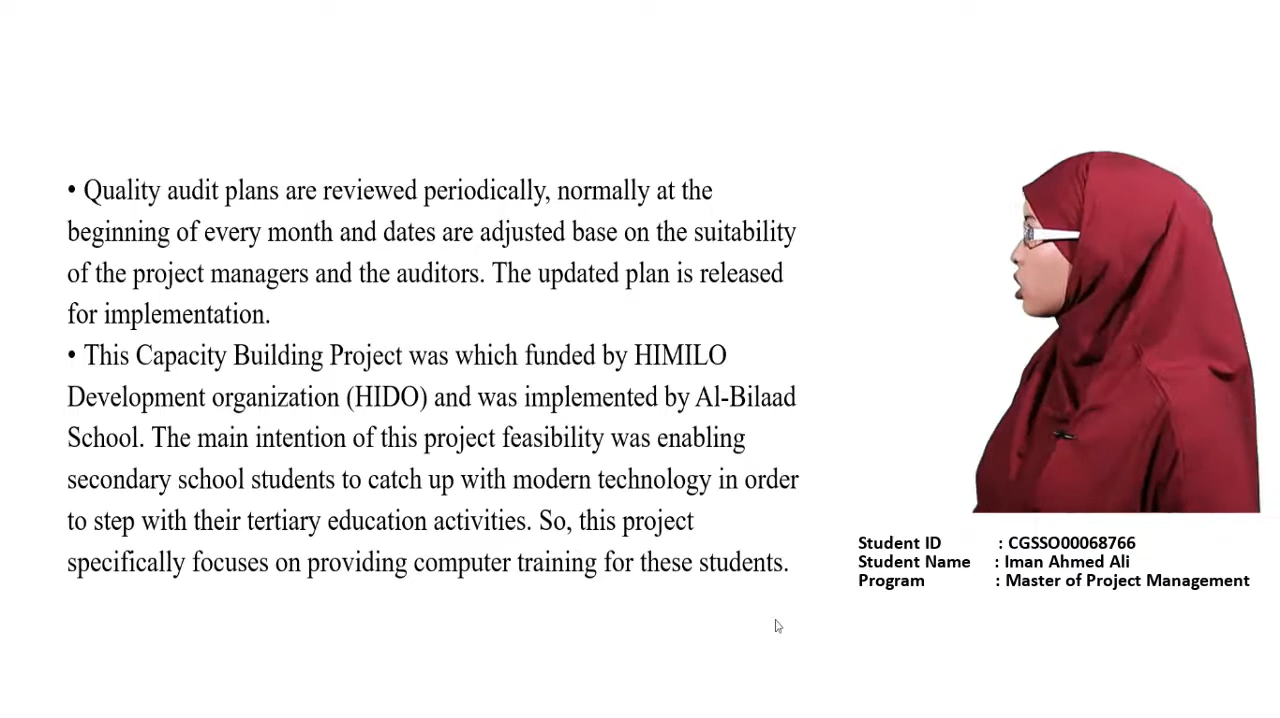 • Quality audit plans are reviewed periodically, normally at the
beginning of every month and dates are adjusted base on the suitability
of the project managers and the auditors. The updated plan is released
for implementation.
• This Capacity Building Project was which funded by HIMILO
Development organization (HIDO) and was implemented by Al-Bilaad
School. The main intention of this project feasibility was enabling
secondary school students to catch up with modern technology in order
to step with their tertiary education activities. So, this project
specifically focuses on providing computer training for these students.
Student ID : CGSSO00068766
Student Name : Iman Ahmed Ali
Program : Master of Project Management